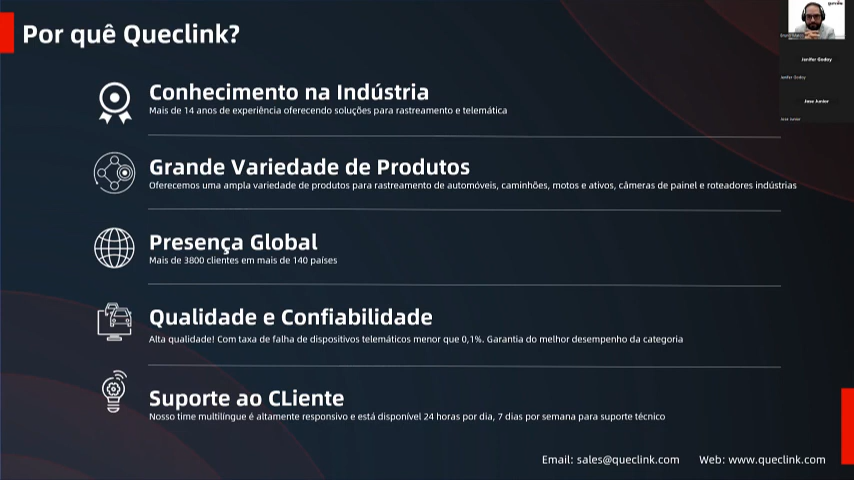 Por quê Queclink?
Conhecimento na Indústria
Mais de 14 anos de experiência oferecendo soluções para rastreamento e telemática
Grande Variedade de Produtos
Oferecemos uma ampla variedade de produtos para rastreamento de automóveis, caminhões, motos e ativos, câmeras de painel e roteadores indústrias
Presença Global
Mais de 3800 clientes em mais de 140 países
Qualidade e Confiabilidade
Alta qualidade! Com taxa de falha de dispositivos telemáticos menor que 0,1%. Garantia do melhor desempenho da categoria
Suporte ao CLiente
Nosso time multilíngue é altamente responsivo e está disponível 24 horas por dia, 7 dias por semana para suporte técnico
Email: sales@queclink.com Web: www.queclink.com
Janifer Godoy
Janifer Godoy
Jose Junior
Jose Junior